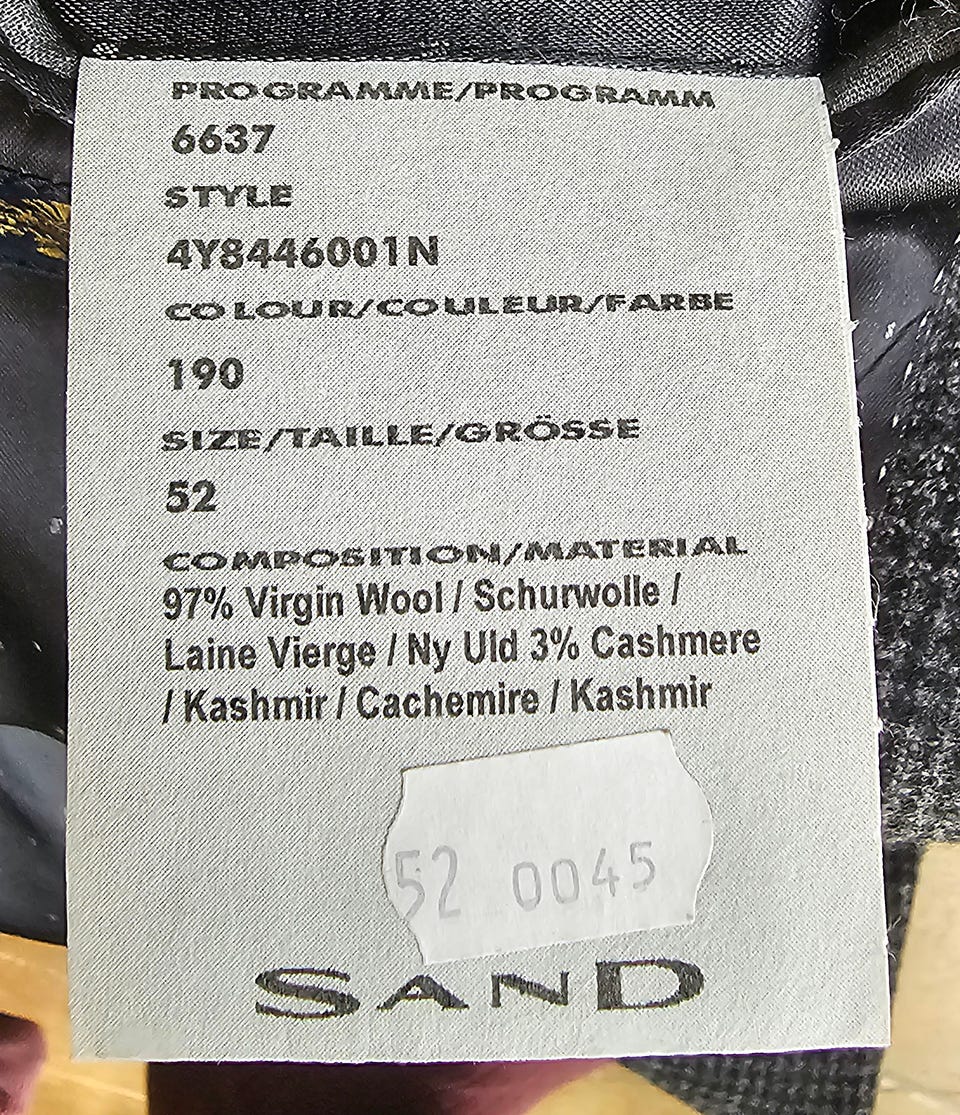 PROGRAMME/PROGRAMM
6637
STYLE
4Y8446001N
COLOUR/COULEUR/FARBE
190
SIZE/TAILLE/GRÖSSE
52
COMPOSITION/MATERIAL
97% Virgin Wool / Schurwolle /
Laine Vierge / Ny Uld 3% Cashmere
/ Kashmir / Cachemire / Kashmir
52 0045
SAND